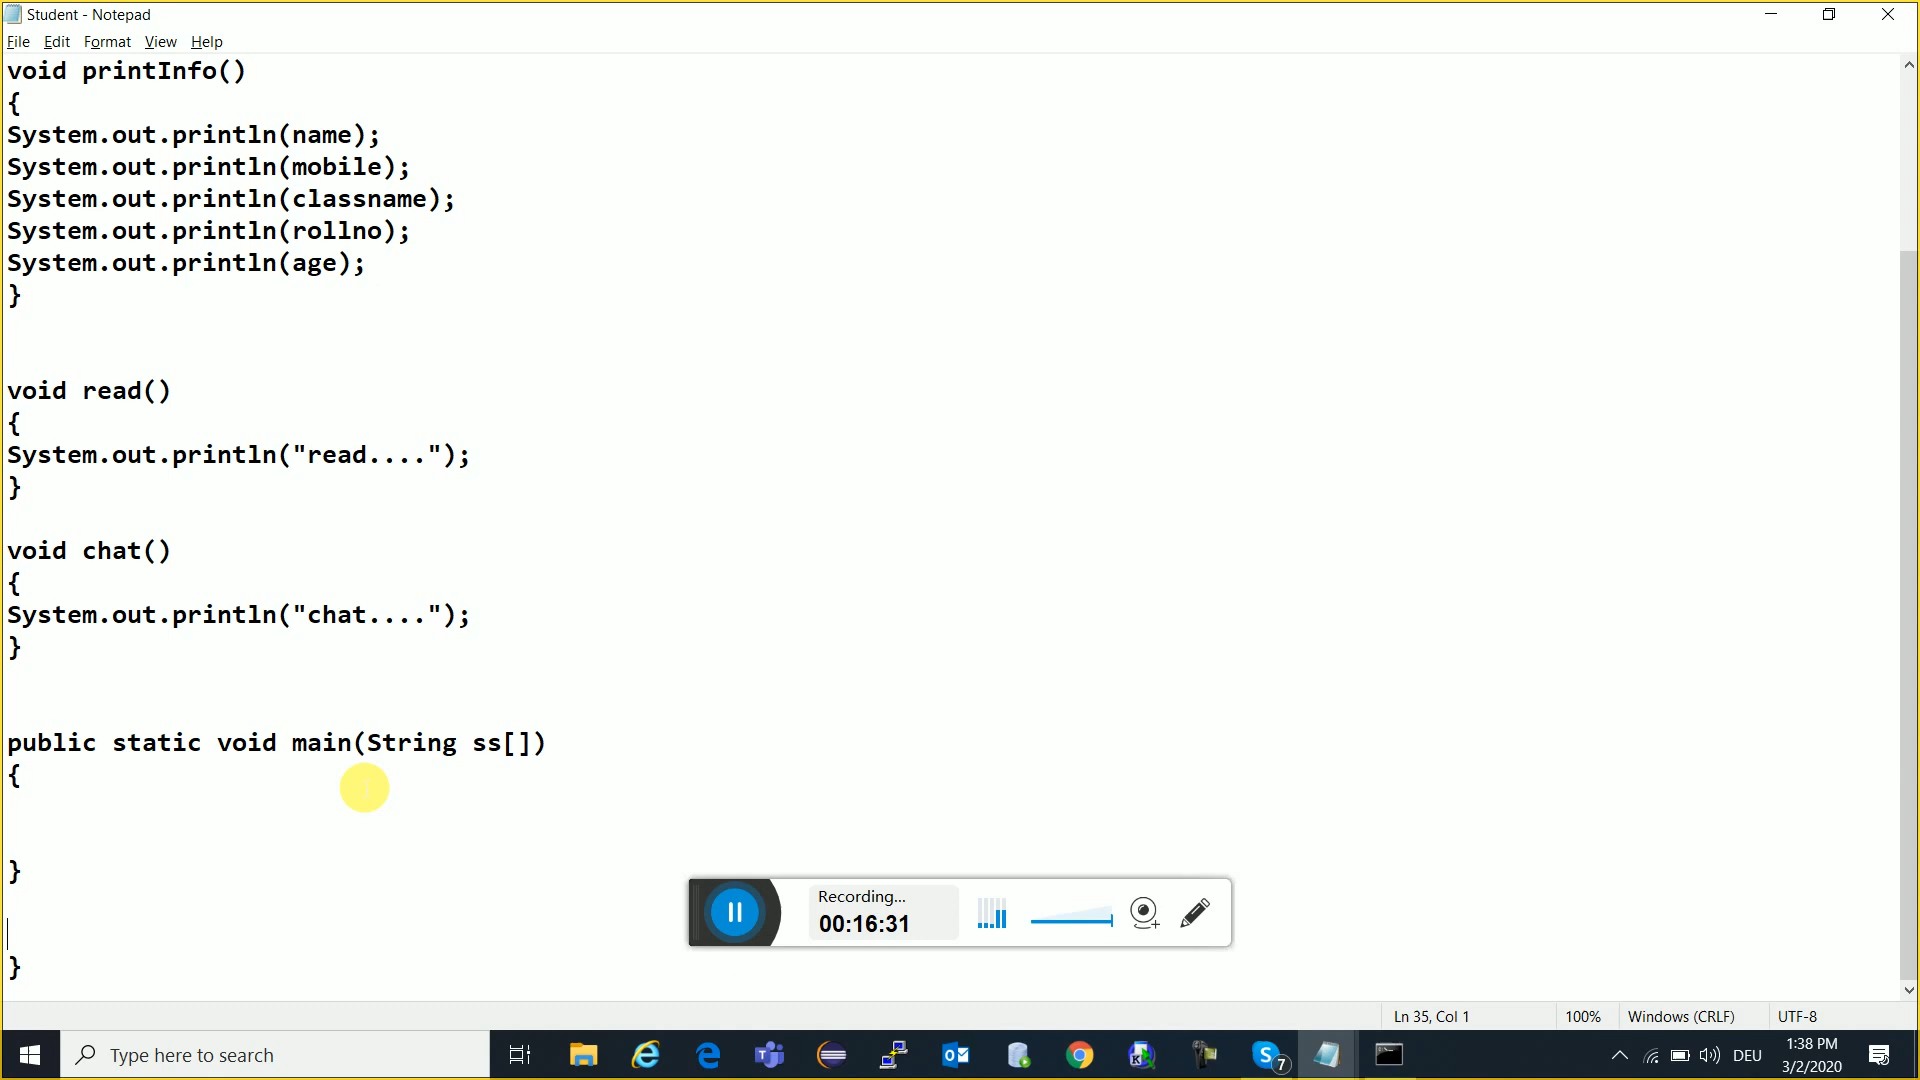 Student - Notepad
File Edit Format View Help
void printInfo()
{
System.out.println(name);
System.out.println(mobile);
System.out.println(classname);
System.out.println(rollno);
System.out.println(age);
}
void read()
{
System.out.println("read....");
}
void chat()
{
System.out.println("chat....");
}
public static void main(String ss[])
{
}
}
Recording...
00:16:31
Ln 35, Col 1 100% Windows (CRLF) UTF-8
Type here to search
7
DEU
1:38 PM
3/2/2020